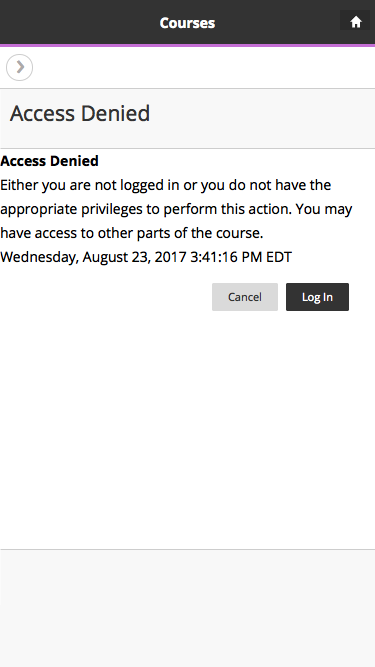 Courses
Access Denied
Access Denied
Either you are not logged in or you do not have the
appropriate privileges to perform this action. You may
have access to other parts of the course.
Wednesday, August 23, 2017 3:41:16 PM EDT
Cancel
Log In